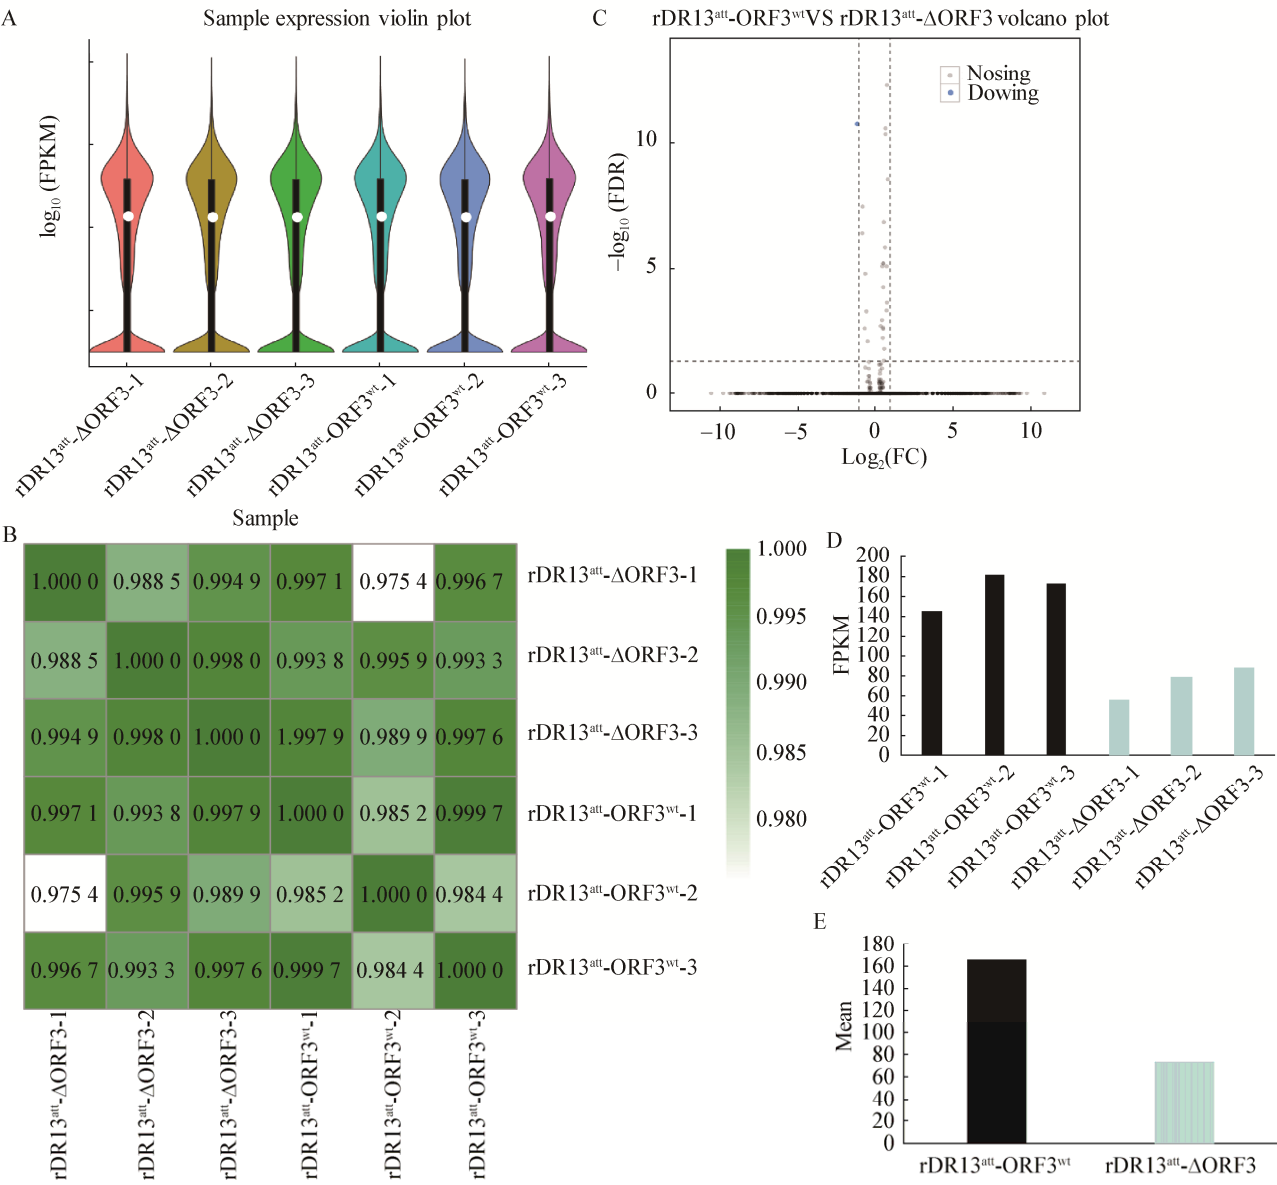 A
Sample expression violin plot
log₁₀ (FPKM)
rDR13ᵃᵗᵗ-ΔORF3-1
rDR13ᵃᵗᵗ-ΔORF3-2
rDR13ᵃᵗᵗ-ΔORF3-3
rDR13ᵃᵗᵗ-ORF3ʷᵗ-1
rDR13ᵃᵗᵗ-ORF3ʷᵗ-2
rDR13ᵃᵗᵗ-ORF3ʷᵗ-3
Sample
C
rDR13ᵃᵗᵗ-ORF3ʷᵗVS rDR13ᵃᵗᵗ-ΔORF3 volcano plot
Nosing
Dowing
−log₁₀ (FDR)
10
5
0
−10 −5 0 5 10
Log₂(FC)
B
1.000 0 0.988 5 0.994 9 0.997 1 0.975 4 0.996 7 rDR13ᵃᵗᵗ-ΔORF3-1
0.988 5 1.000 0 0.998 0 0.993 8 0.995 9 0.993 3 rDR13ᵃᵗᵗ-ΔORF3-2
0.994 9 0.998 0 1.000 0 1.997 9 0.989 9 0.997 6 rDR13ᵃᵗᵗ-ΔORF3-3
0.997 1 0.993 8 0.997 9 1.000 0 0.985 2 0.999 7 rDR13ᵃᵗᵗ-ORF3ʷᵗ-1
0.975 4 0.995 9 0.989 9 0.985 2 1.000 0 0.984 4 rDR13ᵃᵗᵗ-ORF3ʷᵗ-2
0.996 7 0.993 3 0.997 6 0.999 7 0.984 4 1.000 0 rDR13ᵃᵗᵗ-ORF3ʷᵗ-3
rDR13ᵃᵗᵗ-ΔORF3-1
rDR13ᵃᵗᵗ-ΔORF3-2
rDR13ᵃᵗᵗ-ΔORF3-3
rDR13ᵃᵗᵗ-ORF3ʷᵗ-1
rDR13ᵃᵗᵗ-ORF3ʷᵗ-2
rDR13ᵃᵗᵗ-ORF3ʷᵗ-3
1.000
0.995
0.990
0.985
0.980
D
FPKM
200
180
160
140
120
100
80
60
40
20
0
rDR13ᵃᵗᵗ-ORF3ʷᵗ-1
rDR13ᵃᵗᵗ-ORF3ʷᵗ-2
rDR13ᵃᵗᵗ-ORF3ʷᵗ-3
rDR13ᵃᵗᵗ-ΔORF3-1
rDR13ᵃᵗᵗ-ΔORF3-2
rDR13ᵃᵗᵗ-ΔORF3-3
E
Mean
180
160
140
120
100
80
60
40
20
0
rDR13ᵃᵗᵗ-ORF3ʷᵗ rDR13ᵃᵗᵗ-ΔORF3